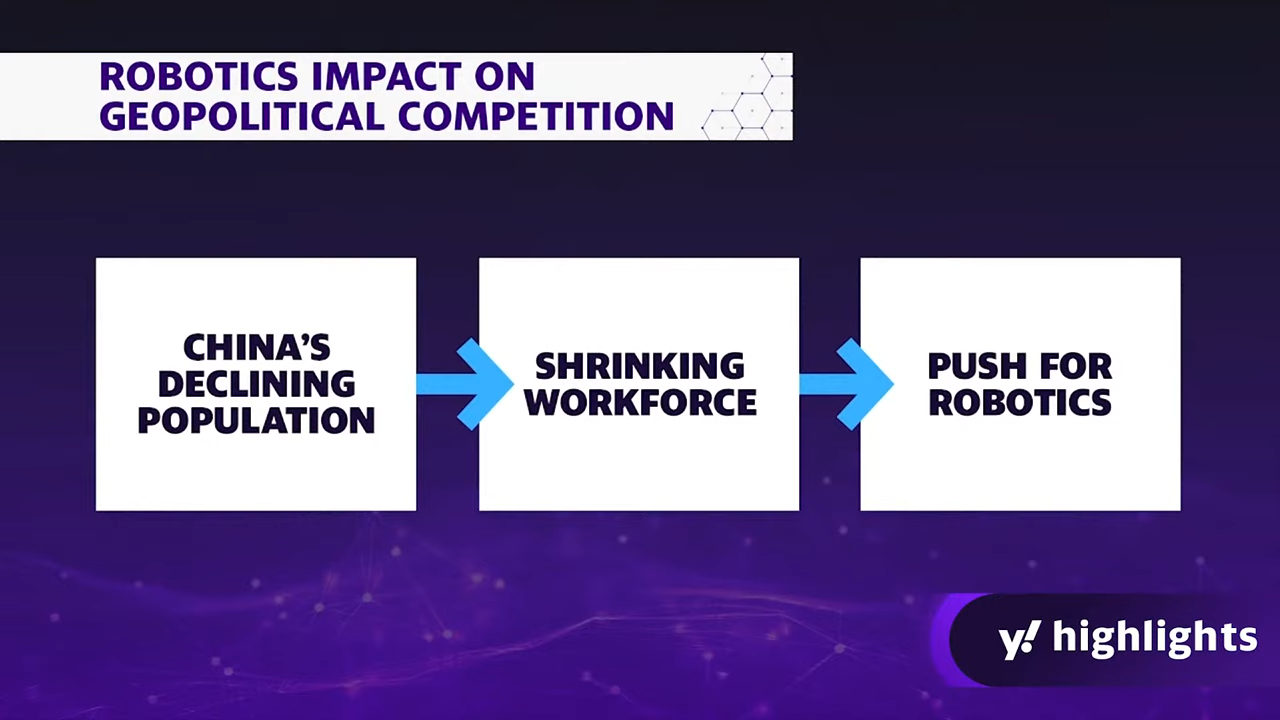 ROBOTICS IMPACT ON
GEOPOLITICAL COMPETITION
CHINA'S
DECLINING
POPULATION
SHRINKING
WORKFORCE
PUSH FOR
ROBOTICS
y! highlights